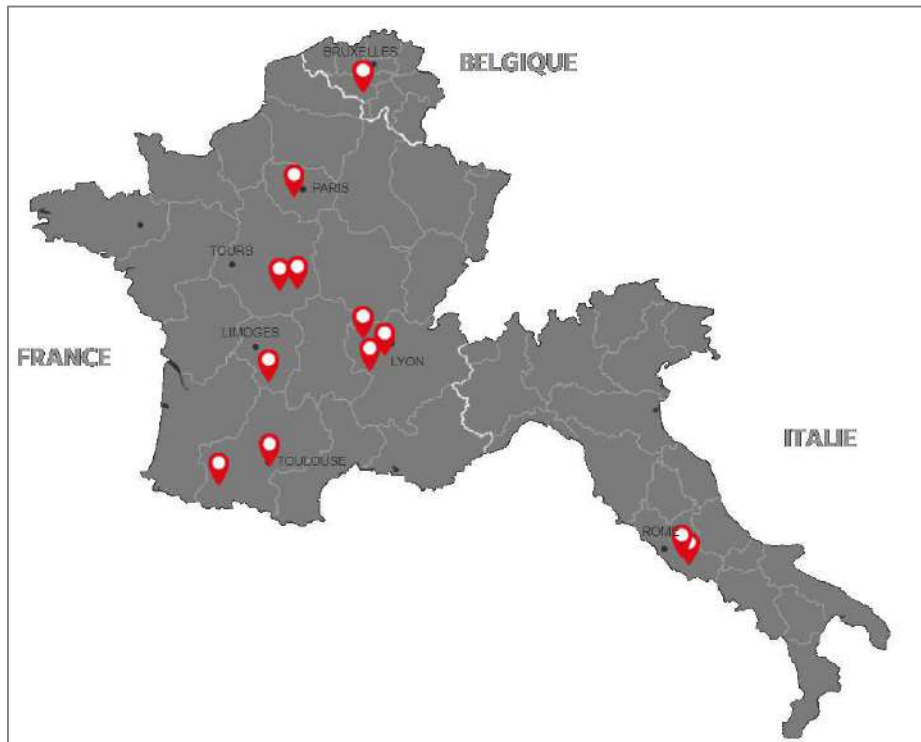 BRUXELLES
BELGIQUE
PARIS
TOURS
LIMOGES
FRANCE
LYON
ITALIE
TOULOUSE
ROME